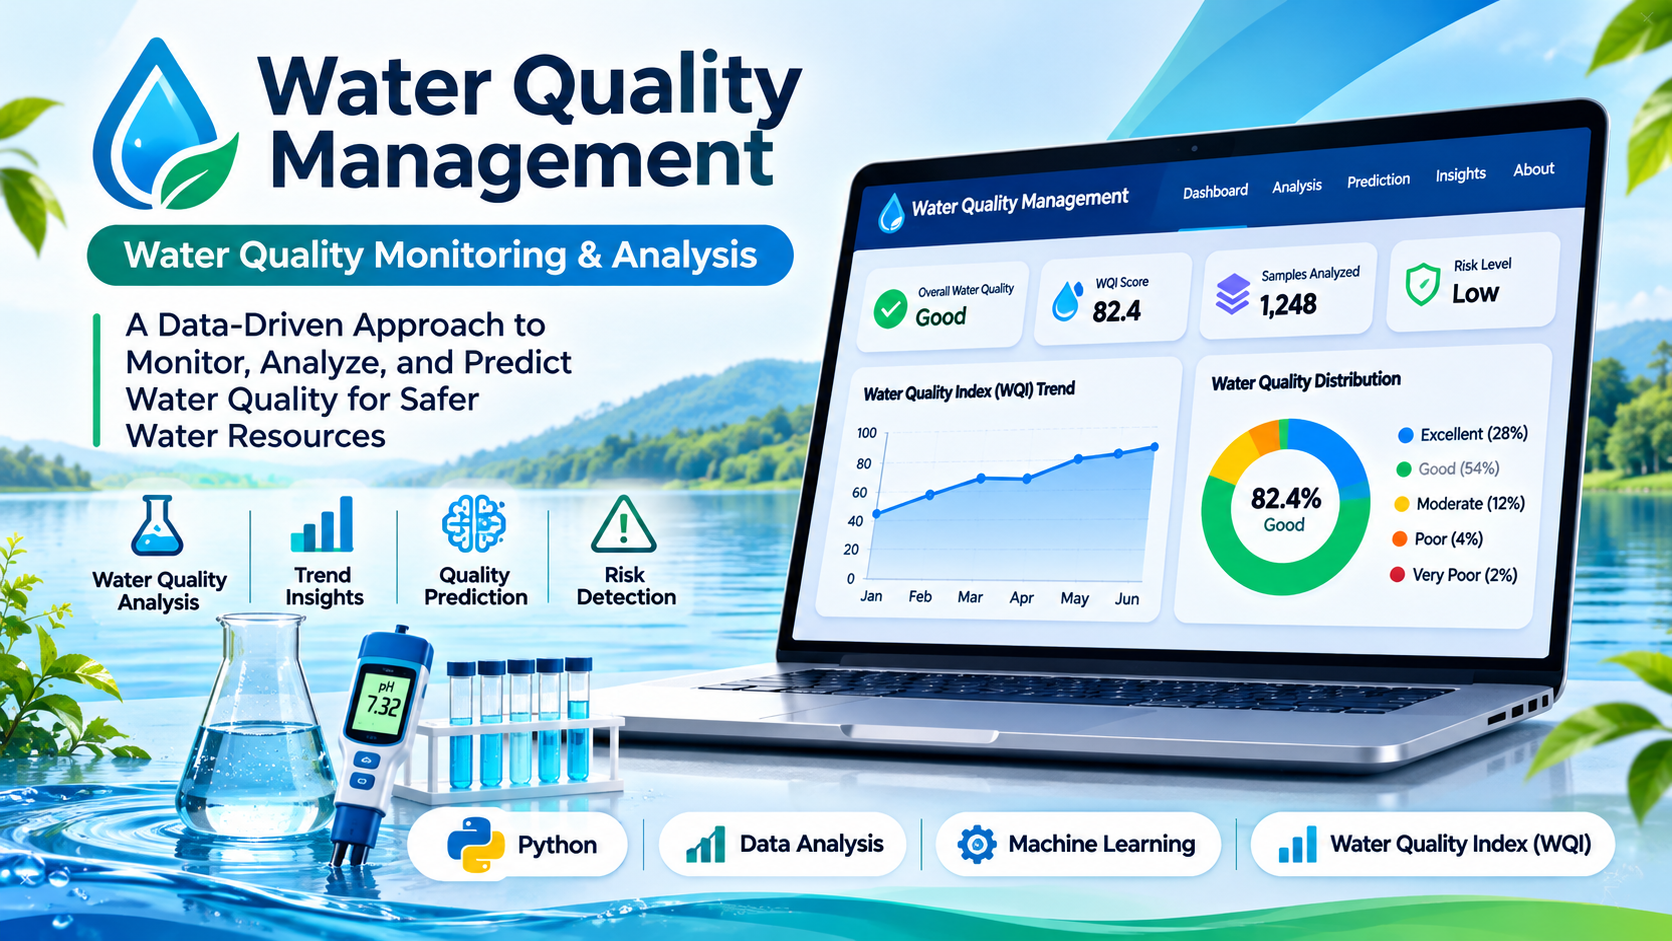 Water Quality
Management
Water Quality Monitoring & Analysis
A Data-Driven Approach to
Monitor, Analyze, and Predict
Water Quality for Safer
Water Resources
Water Quality
Analysis
Trend
Insights
Quality
Prediction
Risk
Detection
pH
7.32
Water Quality Management
Dashboard
Analysis
Prediction
Insights
About
Overall Water Quality
Good
WQI Score
82.4
Samples Analyzed
1,248
Risk Level
Low
Water Quality Index (WQI) Trend
100
80
60
40
20
0
Jan Feb Mar Apr May Jun
Water Quality Distribution
82.4%
Good
Excellent (28%)
Good (54%)
Moderate (12%)
Poor (4%)
Very Poor (2%)
Python
Data Analysis
Machine Learning
Water Quality Index (WQI)